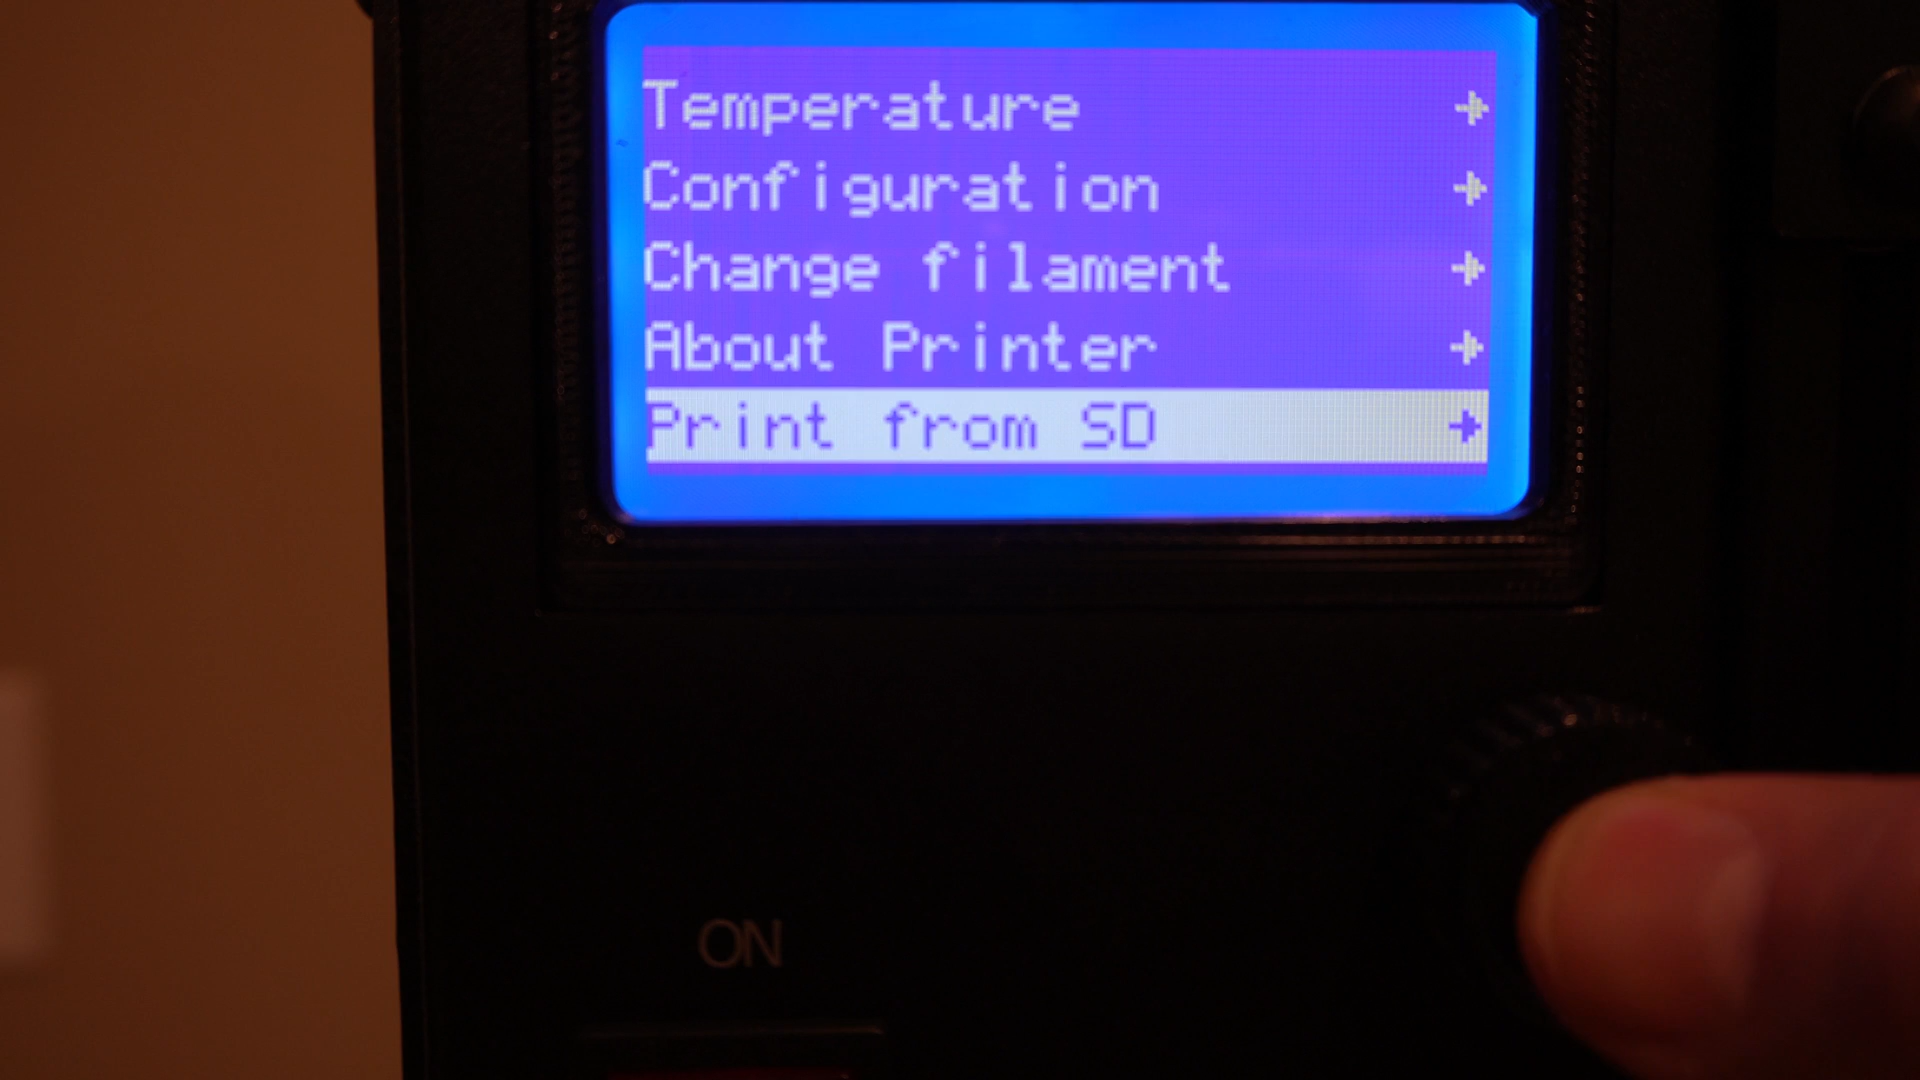 Temperature →
Configuration →
Change filament →
About Printer →
Print from SD →
ON